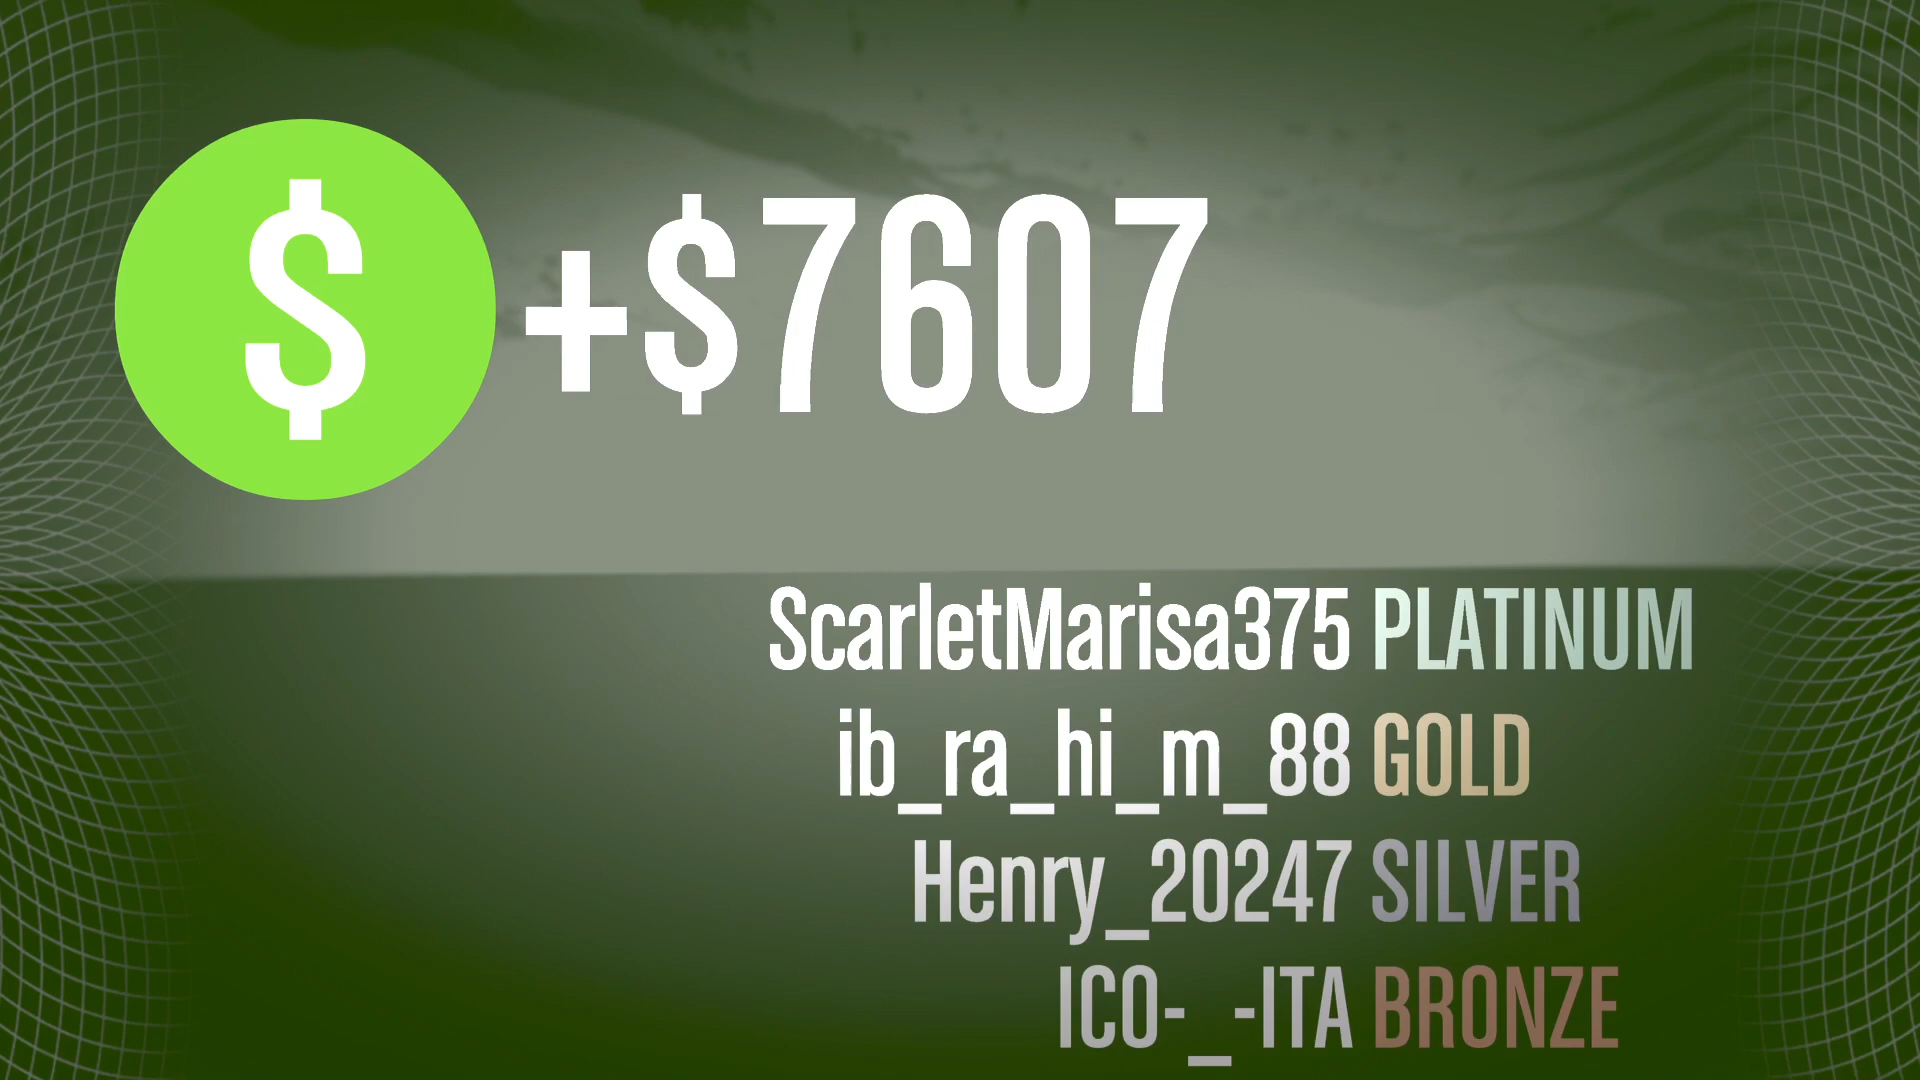 $ +$7607
ScarletMarisa375 PLATINUM
ib_ra_hi_m_88 GOLD
Henry_20247 SILVER
ICO-_-ITA BRONZE